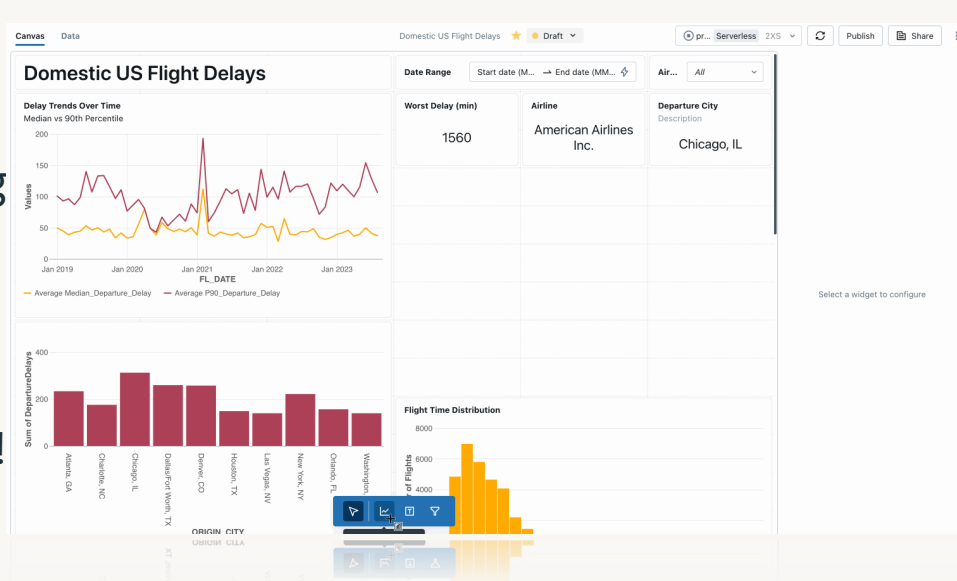 Canvas
Data
Domestic US Flight Delays
Draft
pr...
Serverless
2XS
Publish
Share
Domestic US Flight Delays
Date Range
Start date (M...
End date (MM...
Air...
All
Delay Trends Over Time
Median vs 90th Percentile
Values
200
150
100
50
0
Jan 2019
Jan 2020
Jan 2021
Jan 2022
Jan 2023
FL_DATE
Average Median_Departure_Delay
Average P90_Departure_Delay
Worst Delay (min)
1560
Airline
American Airlines
Inc.
Departure City
Description
Chicago, IL
Select a widget to configure
Sum of DepartureDelays
400
200
0
Atlanta, GA
Charlotte, NC
Chicago, IL
Dallas/Fort Worth, TX
Denver, CO
Houston, TX
Las Vegas, NV
New York, NY
Orlando, FL
Washington,
ORIGIN_CITY
Flight Time Distribution
8000
6000
4000
of Flights